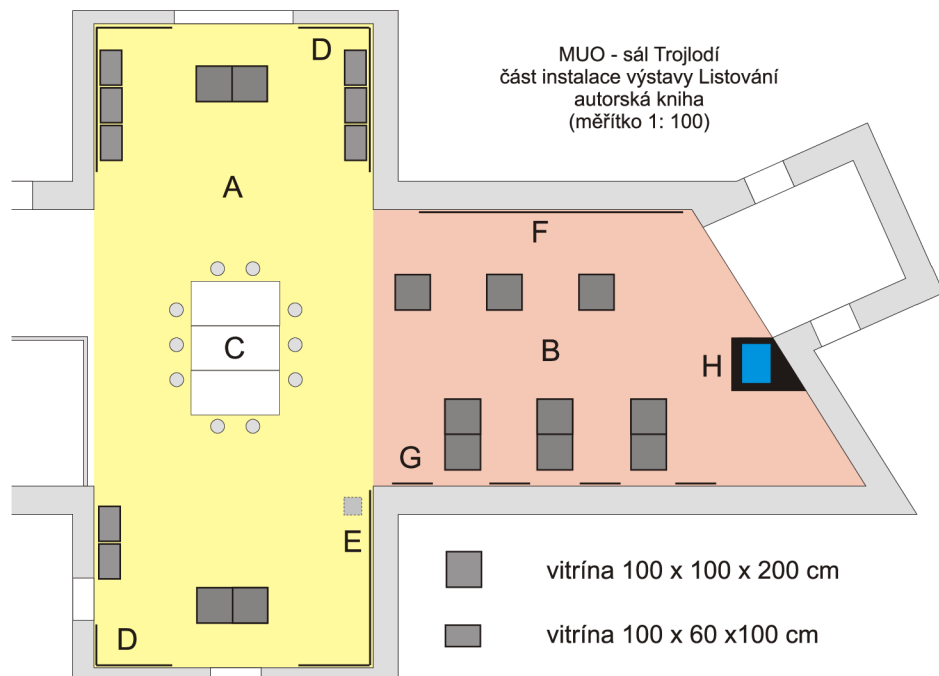 MUO - sál Trojlodí
část instalace výstavy Listování
autorská kniha
(měřítko 1: 100)
D
A
F
C
B
H
G
E
D
vitrína 100 x 100 x 200 cm
vitrína 100 x 60 x100 cm